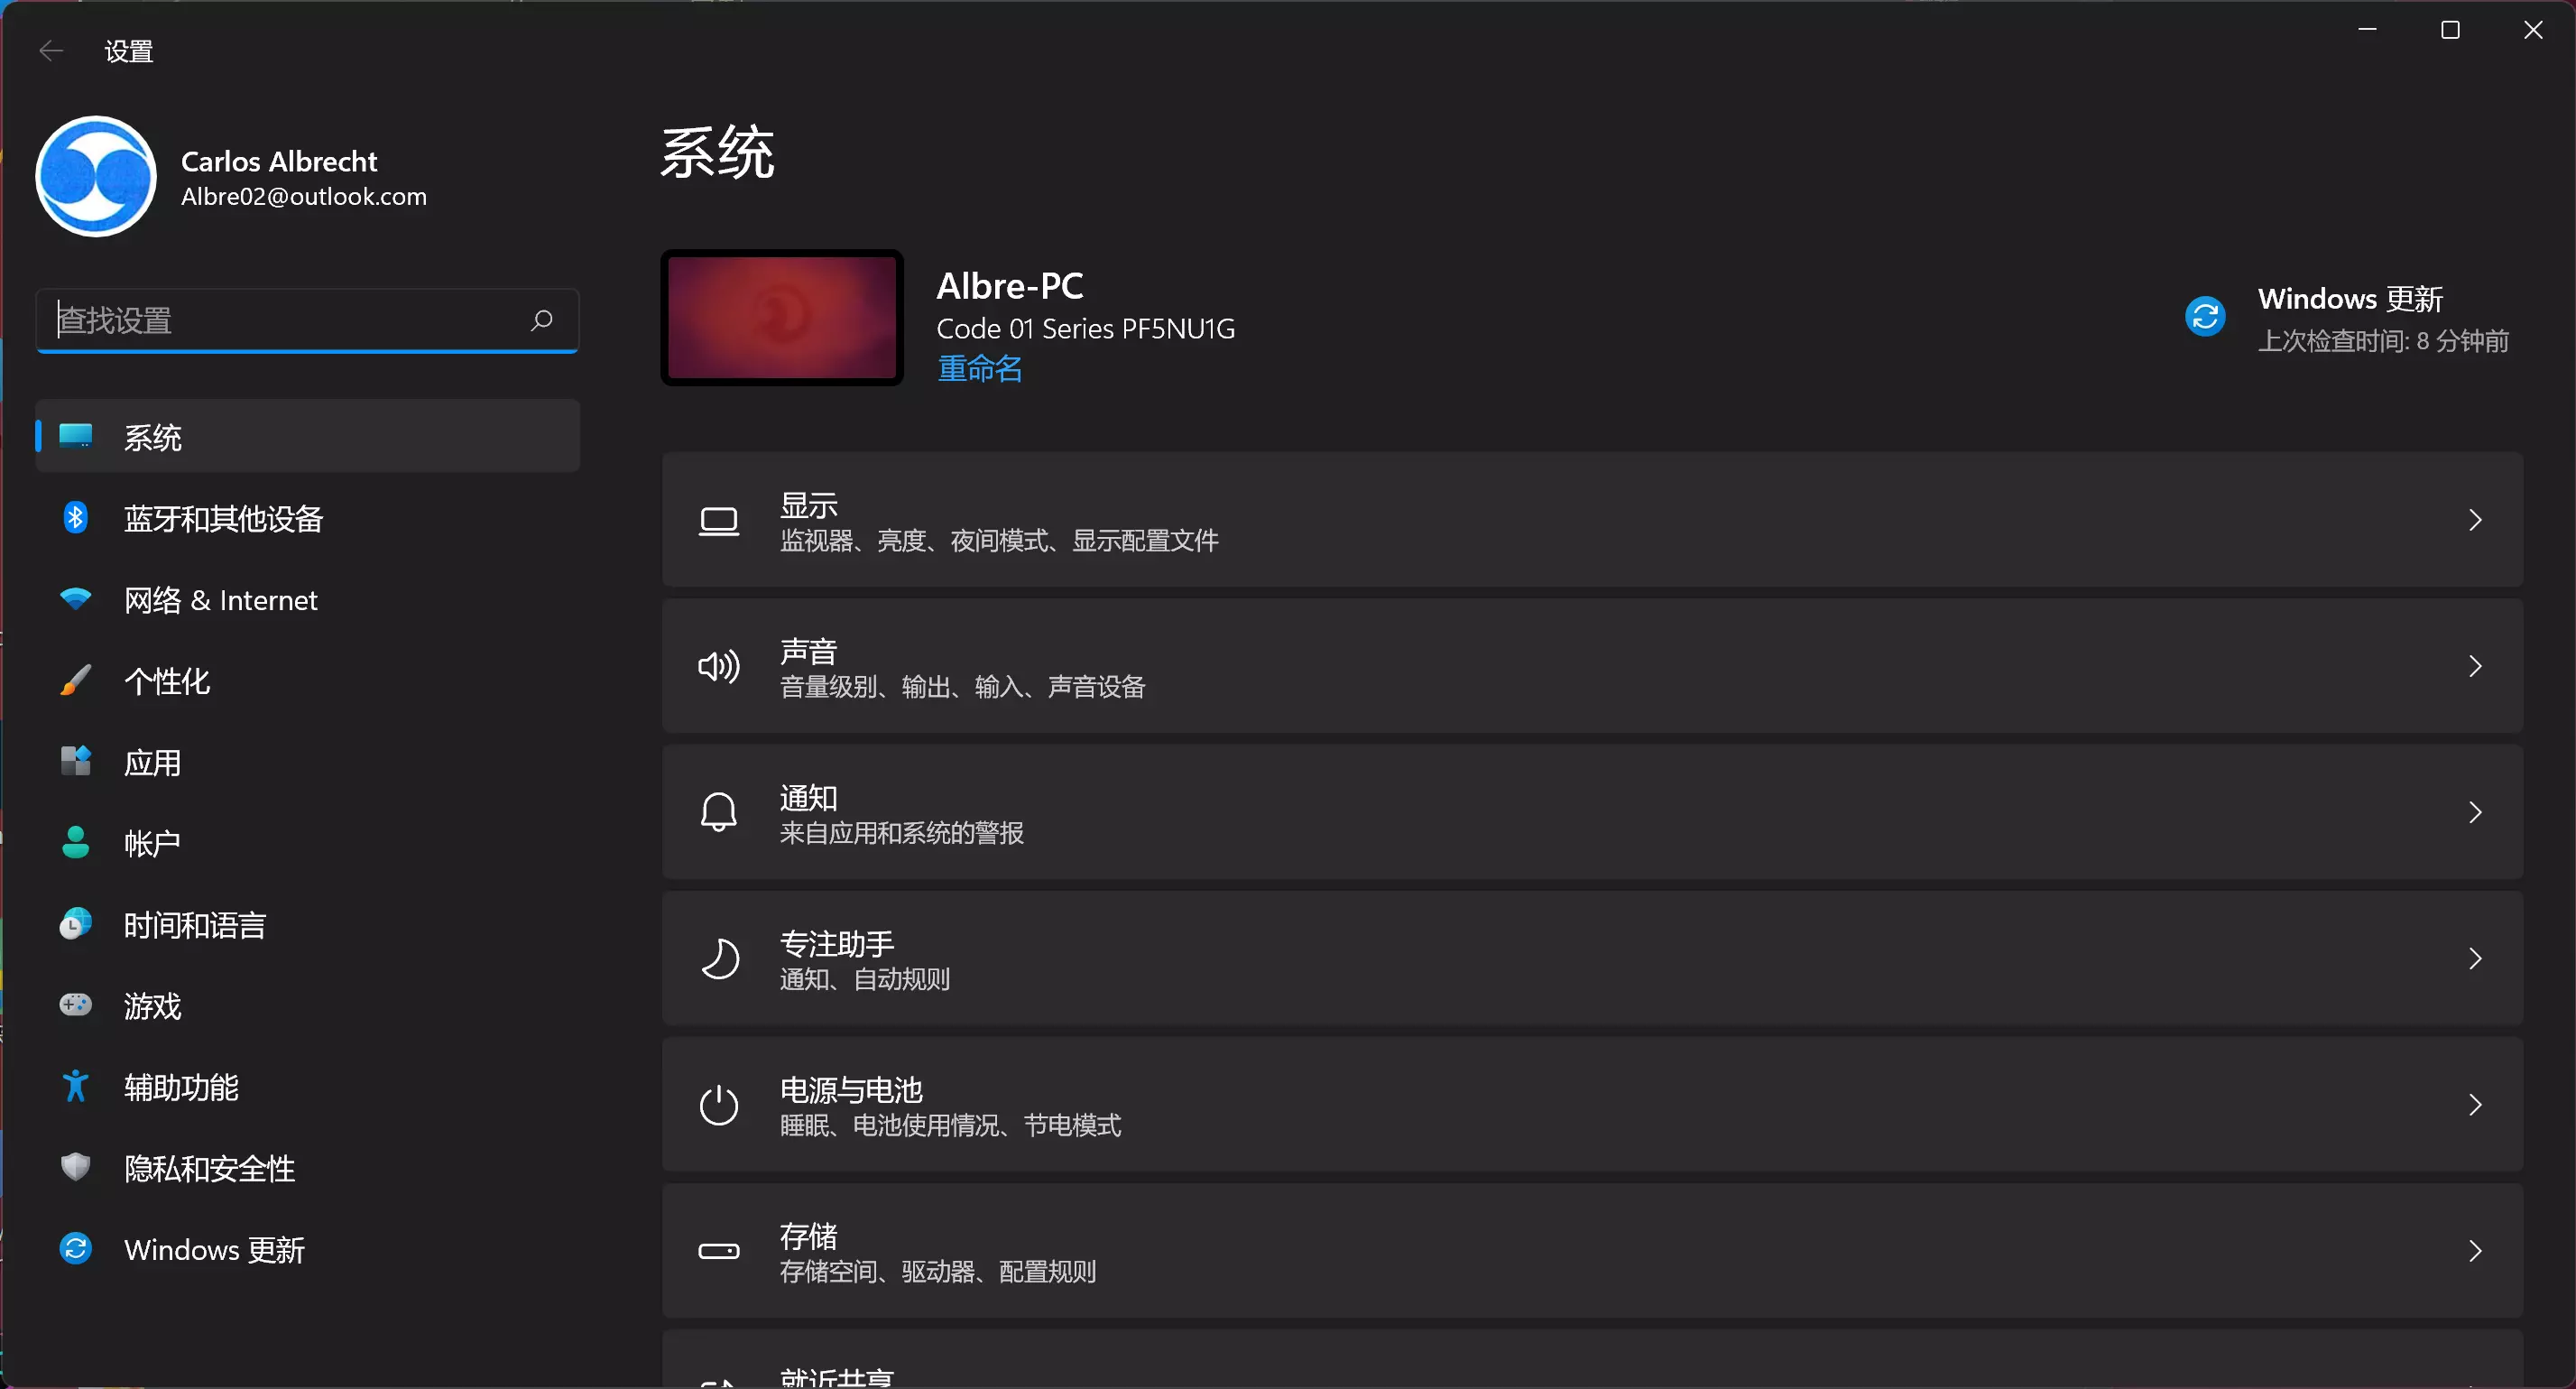 设置
Carlos Albrecht
Albre02@outlook.com
查找设置
系统
蓝牙和其他设备
网络 & Internet
个性化
应用
帐户
时间和语言
游戏
辅助功能
隐私和安全性
Windows 更新
系统
Albre-PC
Code 01 Series PF5NU1G
重命名
Windows 更新
上次检查时间: 8 分钟前
显示
监视器、亮度、夜间模式、显示配置文件
声音
音量级别、输出、输入、声音设备
通知
来自应用和系统的警报
专注助手
通知、自动规则
电源与电池
睡眠、电池使用情况、节电模式
存储
存储空间、驱动器、配置规则
就近共享